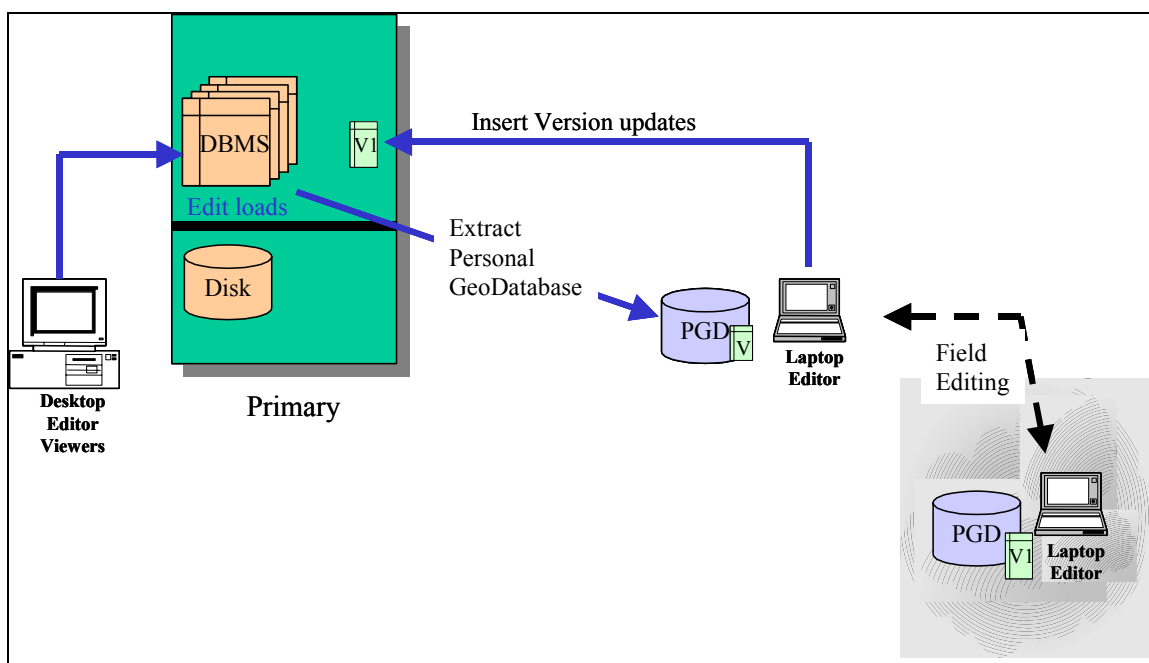 DBMS
V1
Edit loads
Disk
Primary
Desktop
Editor
Viewers
Insert Version updates
Extract
Personal
GeoDatabase
PGD
V
Laptop
Editor
Field
Editing
PGD
V1
Laptop
Editor